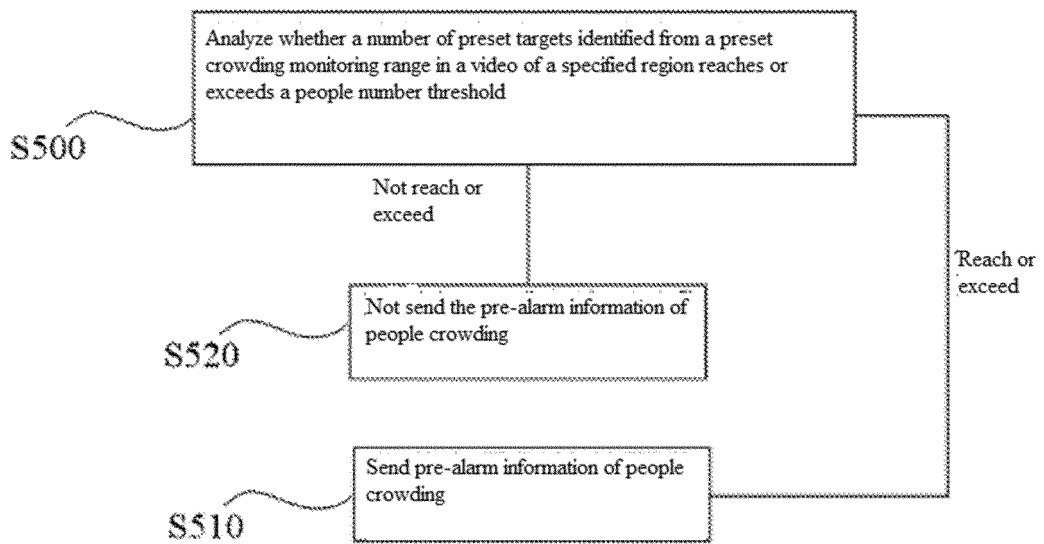 Analyze whether a number of preset targets identified from a preset
crowding monitoring range in a video of a specified region reaches or
exceeds a people number threshold
S500
Not reach or
exceed
Reach or
exceed
Not send the pre-alarm information of
people crowding
S520
Send pre-alarm information of people
crowding
S510